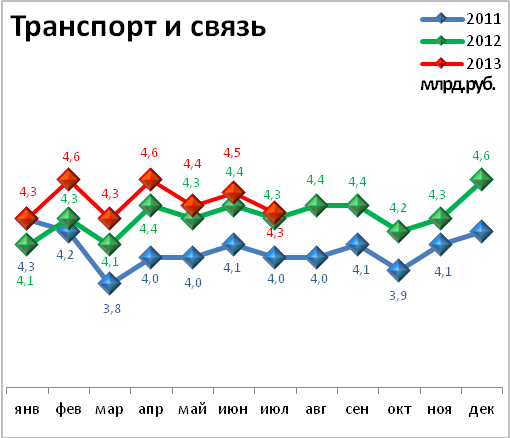 Транспорт и связь
2011
2012
2013
млрд.руб.
4,3 4,6 4,3 4,6 4,4 4,5 4,3
4,1 4,3 4,1 4,4 4,3 4,4 4,3 4,4 4,4 4,2 4,3 4,6
4,3 4,2 3,8 4,0 4,0 4,1 4,0 4,0 4,1 3,9 4,1
янв фев мар апр май июн июл авг сен окт ноя дек